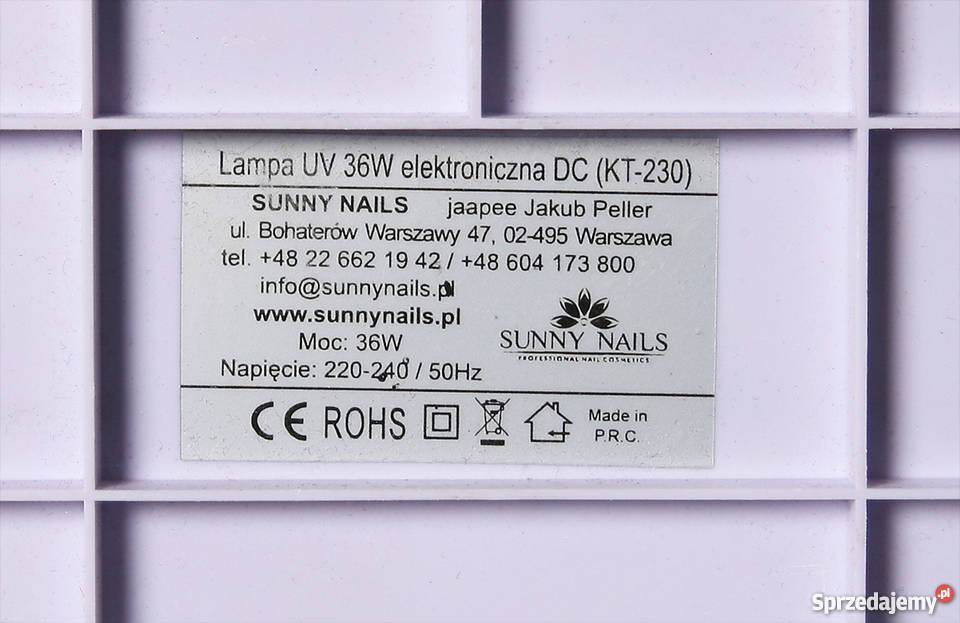 Lampa UV 36W elektroniczna DC (KT-230)
SUNNY NAILS jaapee Jakub Peller
ul. Bohaterów Warszawy 47, 02-495 Warszawa
tel. +48 22 662 19 42 / +48 604 173 800
info@sunnynails.pl
www.sunnynails.pl
Moc: 36W
Napięcie: 220-240 / 50Hz
SUNNY NAILS
PROFESSIONAL NAIL COSMETICS
CE ROHS
Made in
P.R.C.
Sprzedajemy.pl